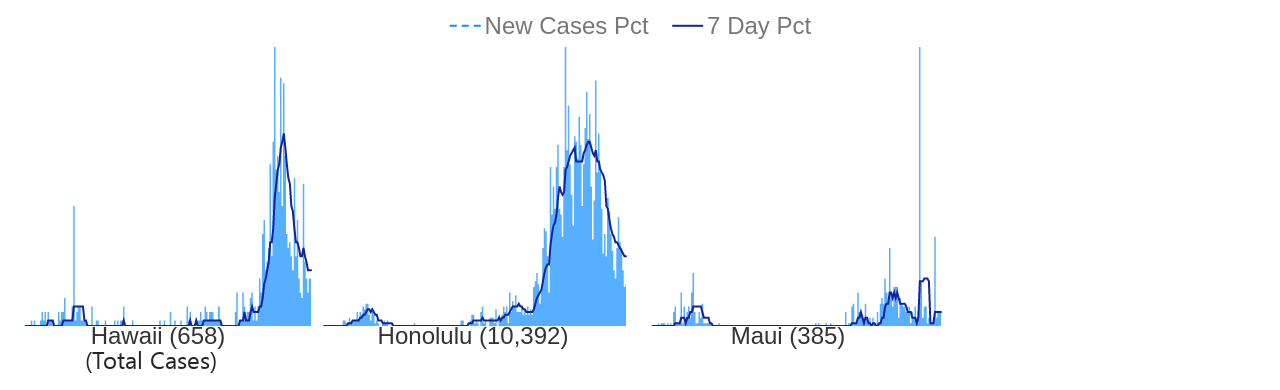 New Cases Pct 7 Day Pct
Hawaii (658) Honolulu (10,392) Maui (385)
(Total Cases)